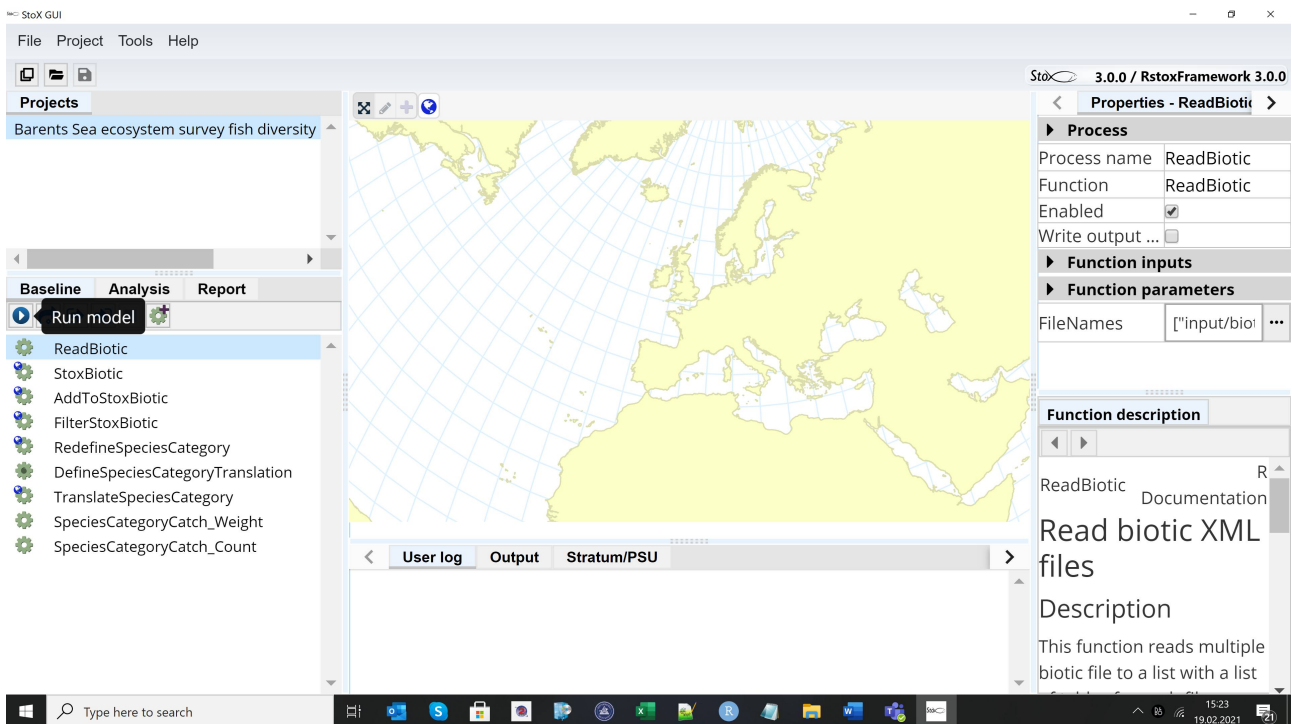 StoX GUI
File Project Tools Help
StoX 3.0.0 / RstoxFramework 3.0.0
Projects
Barents Sea ecosystem survey fish diversity
Baseline Analysis Report
Run model
ReadBiotic
StoxBiotic
AddToStoxBiotic
FilterStoxBiotic
RedefineSpeciesCategory
DefineSpeciesCategoryTranslation
TranslateSpeciesCategory
SpeciesCategoryCatch_Weight
SpeciesCategoryCatch_Count
User log Output Stratum/PSU
Properties - ReadBiotic
Process
Process name ReadBiotic
Function ReadBiotic
Enabled
Write output ...
Function inputs
Function parameters
FileNames ["input/biot ...
Function description
ReadBiotic R Documentation
Read biotic XML
files
Description
This function reads multiple
biotic file to a list with a list
Type here to search
15:23
19.02.2021